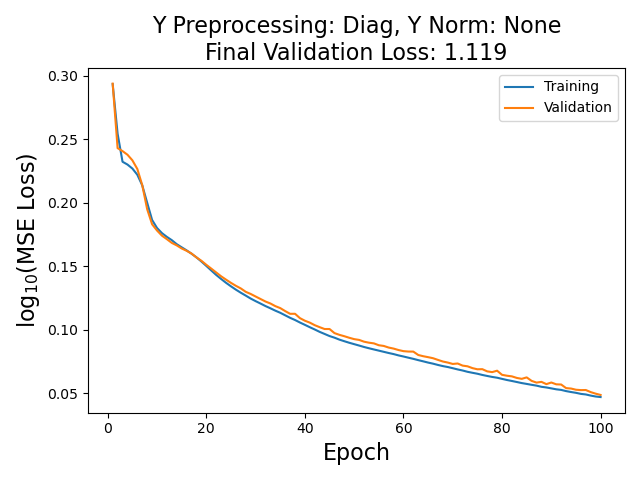 Y Preprocessing: Diag, Y Norm: None
Final Validation Loss: 1.119
Training
Validation
log₁₀(MSE Loss)
0.30
0.25
0.20
0.15
0.10
0.05
0 20 40 60 80 100
Epoch